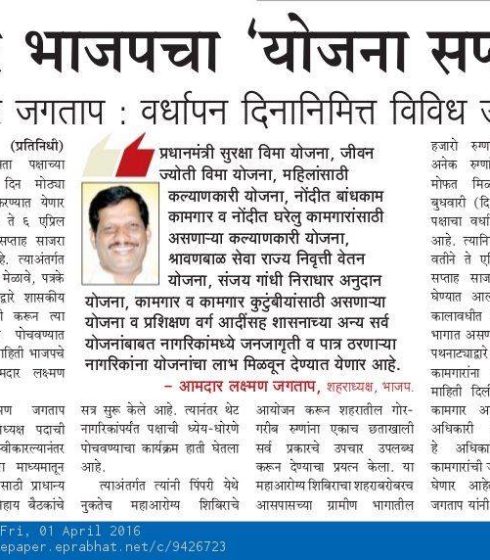 भाजपचा ‘योजना सप्
जगताप : वर्धापन दिनानिमित्त विविध उ
(प्रतिनिधी)
ता पक्षाच्या
दिन मोठ्या
करण्यात येणार
ते ६ एप्रिल
सप्ताह साजरा
हे. त्याअंतर्गत
मेळावे, पत्रके
द्वारे शासकीय
करून त्या
पोचवण्यात
माहिती भाजपचे
दार लक्ष्मण
प्रधानमंत्री सुरक्षा विमा योजना, जीवन
ज्योती विमा योजना, महिलांसाठी
कल्याणकारी योजना, नोंदीत बांधकाम
कामगार व नोंदीत घरेलु कामगारांसाठी
असणाऱ्या कल्याणकारी योजना,
श्रावणबाळ सेवा राज्य निवृत्ती वेतन
योजना, संजय गांधी निराधार अनुदान
योजना, कामगार व कामगार कुटुंबीयांसाठी असणाऱ्या
योजना व प्रशिक्षण वर्ग आदींसह शासनाच्या अन्य सर्व
योजनांबाबत नागरिकांमध्ये जनजागृती व पात्र ठरणाऱ्या
नागरिकांना योजनांचा लाभ मिळवून देण्यात येणार आहे.
– आमदार लक्ष्मण जगताप, शहराध्यक्ष, भाजप.
मण जगताप
ध्यक्ष पदाची
वीकारल्यानंतर
माध्यमातून
साठी प्राधान्य
निहाय बैठकांचे
सत्र सुरू केले आहे. त्यानंतर थेट
नागरिकांपर्यंत पक्षाची ध्येय-धोरणे
पोचवण्याचा कार्यक्रम हाती घेतला
आहे.
त्याअंतर्गत त्यांनी पिंपरी येथे
नुकतेच महाआरोग्य शिबिराचे
आयोजन करून शहरातील गोर-
गरीब रुग्णांना एकाच छताखाली
सर्व प्रकारचे उपचार उपलब्ध
करून देण्याचा प्रयत्न केला. या
महाआरोग्य शिबिराचा शहराबरोबरच
आसपासच्या ग्रामीण भागातील
हजारो रुग्ण
अनेक रुग्ण
मोफत मिळ
बुधवारी (दि
पक्षाचा वर्धा
आहे. त्यानि
वतीने ते ए
सप्ताह साज
घेण्यात आल
कालावधीत
भागात असण
पथनाट्याद्वारे
कामगारांना
माहिती दिली
कामगार अ
अधिकारी
हे अधिका
कामगारांची ज
घेणार आहेत
जगताप यांनी
Fri, 01 April 2016
epaper.eprabhat.net/c/9426723